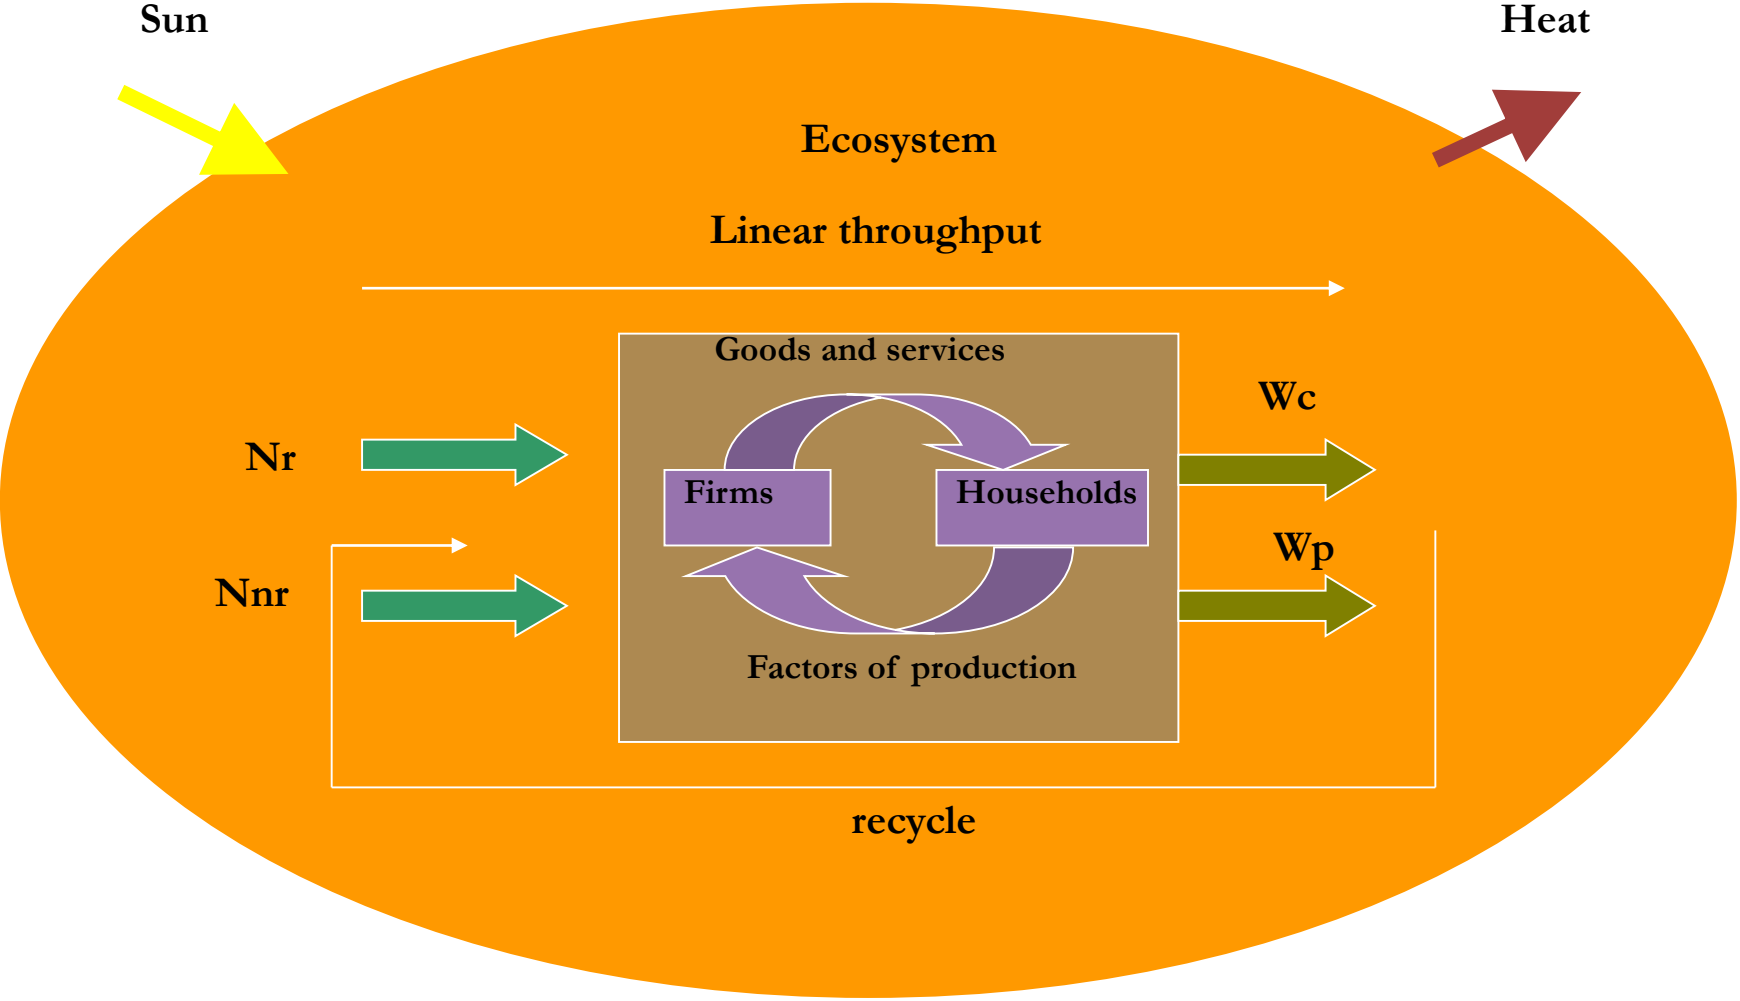 Sun
Heat
Ecosystem
Linear throughput
Goods and services
Wc
Nr
Firms
Households
Wp
Nnr
Factors of production
recycle